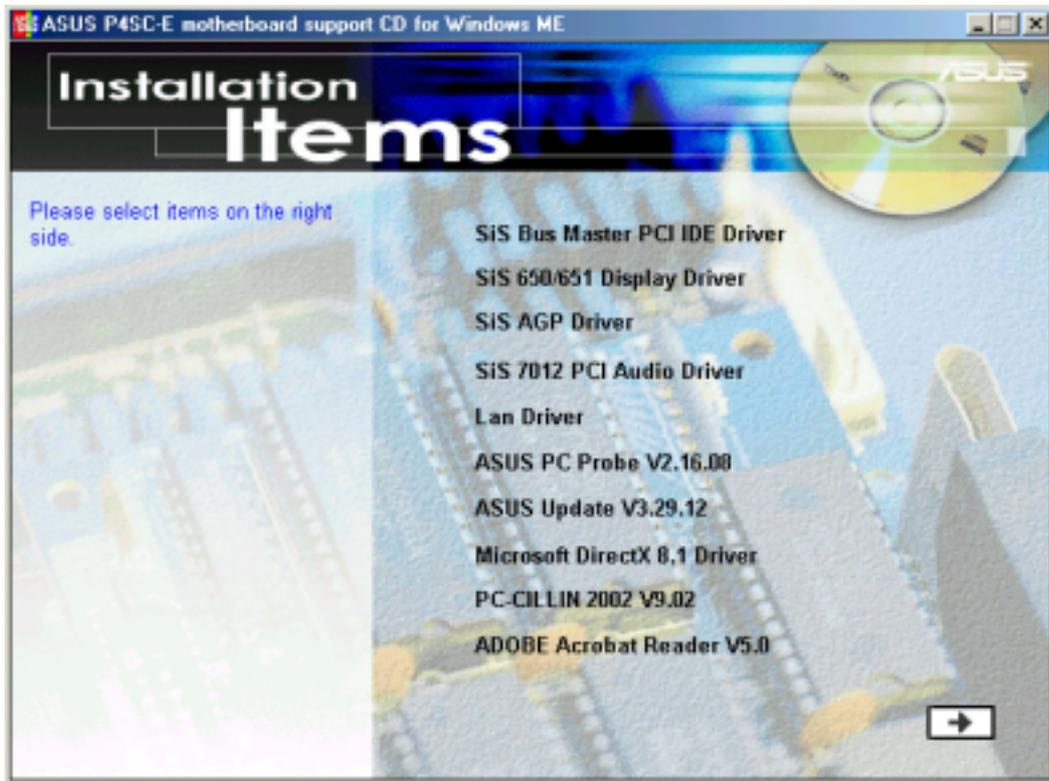 ASUS P4SC-E motherboard support CD for Windows ME
Installation
Items
ASUS
Please select items on the right
side.
SiS Bus Master PCI IDE Driver
SiS 650/651 Display Driver
SiS AGP Driver
SiS 7012 PCI Audio Driver
Lan Driver
ASUS PC Probe V2.16.08
ASUS Update V3.29.12
Microsoft DirectX 8.1 Driver
PC-CILLIN 2002 V9.02
ADOBE Acrobat Reader V5.0